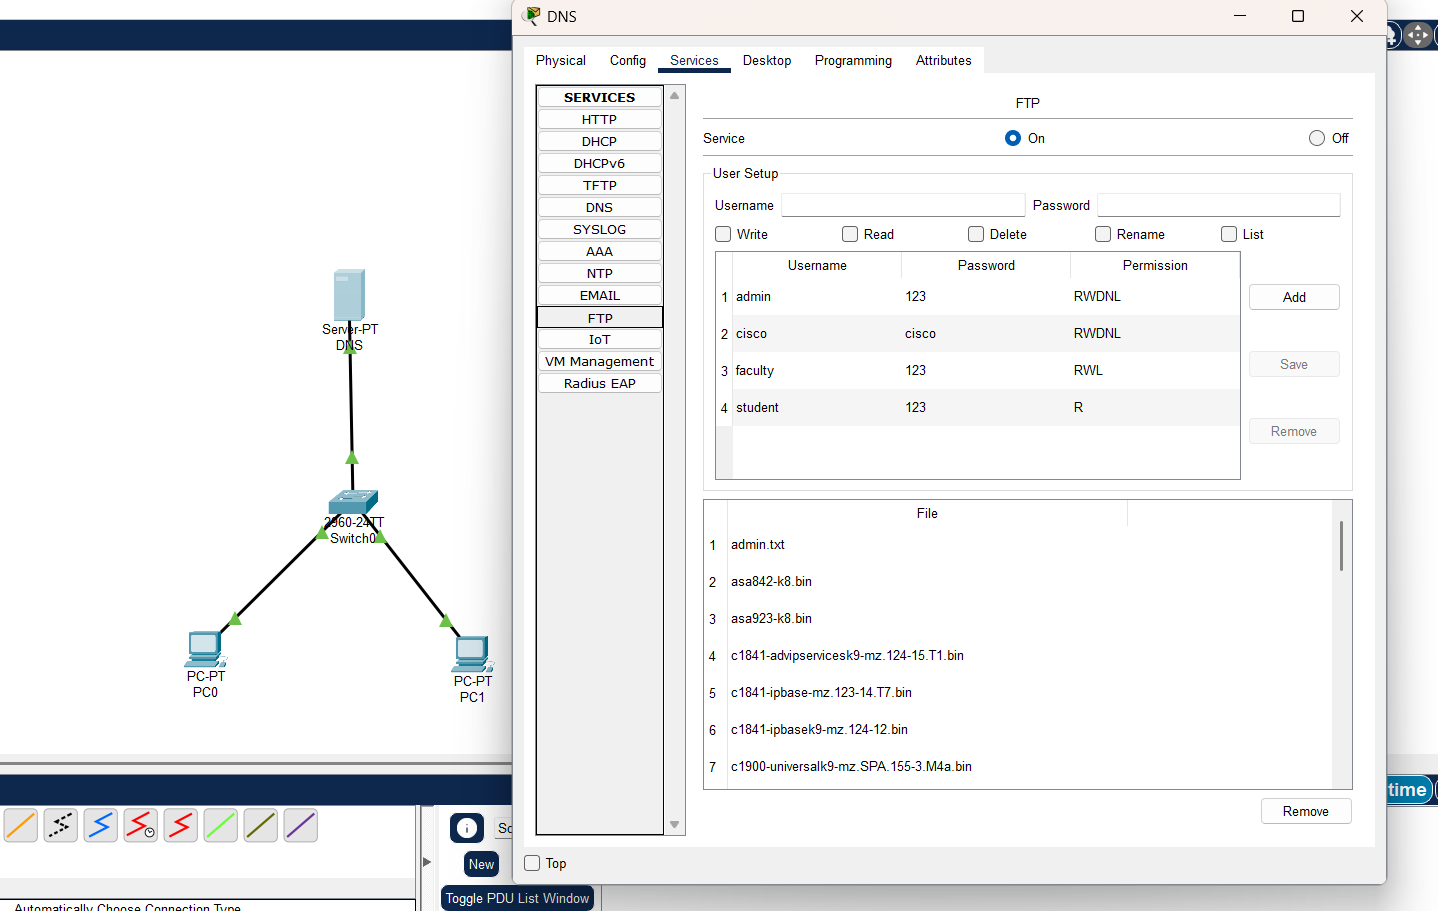 DNS
Physical Config Services Desktop Programming Attributes
SERVICES
HTTP
DHCP
DHCPv6
TFTP
DNS
SYSLOG
AAA
NTP
EMAIL
FTP
IoT
VM Management
Radius EAP
FTP
Service On Off
User Setup
Username Password
Write Read Delete Rename List
Username Password Permission
1 admin 123 RWDNL
2 cisco cisco RWDNL
3 faculty 123 RWL
4 student 123 R
Add
Save
Remove
File
1 admin.txt
2 asa842-k8.bin
3 asa923-k8.bin
4 c1841-advipservicesk9-mz.124-15.T1.bin
5 c1841-ipbase-mz.123-14.T7.bin
6 c1841-ipbasek9-mz.124-12.bin
7 c1900-universalk9-mz.SPA.155-3.M4a.bin
Remove
Top
Server-PT
DNS
2960-24TT
Switch0
PC-PT
PC0
PC-PT
PC1
time
New
Toggle PDU List Window
Automatically Choose Connection Type